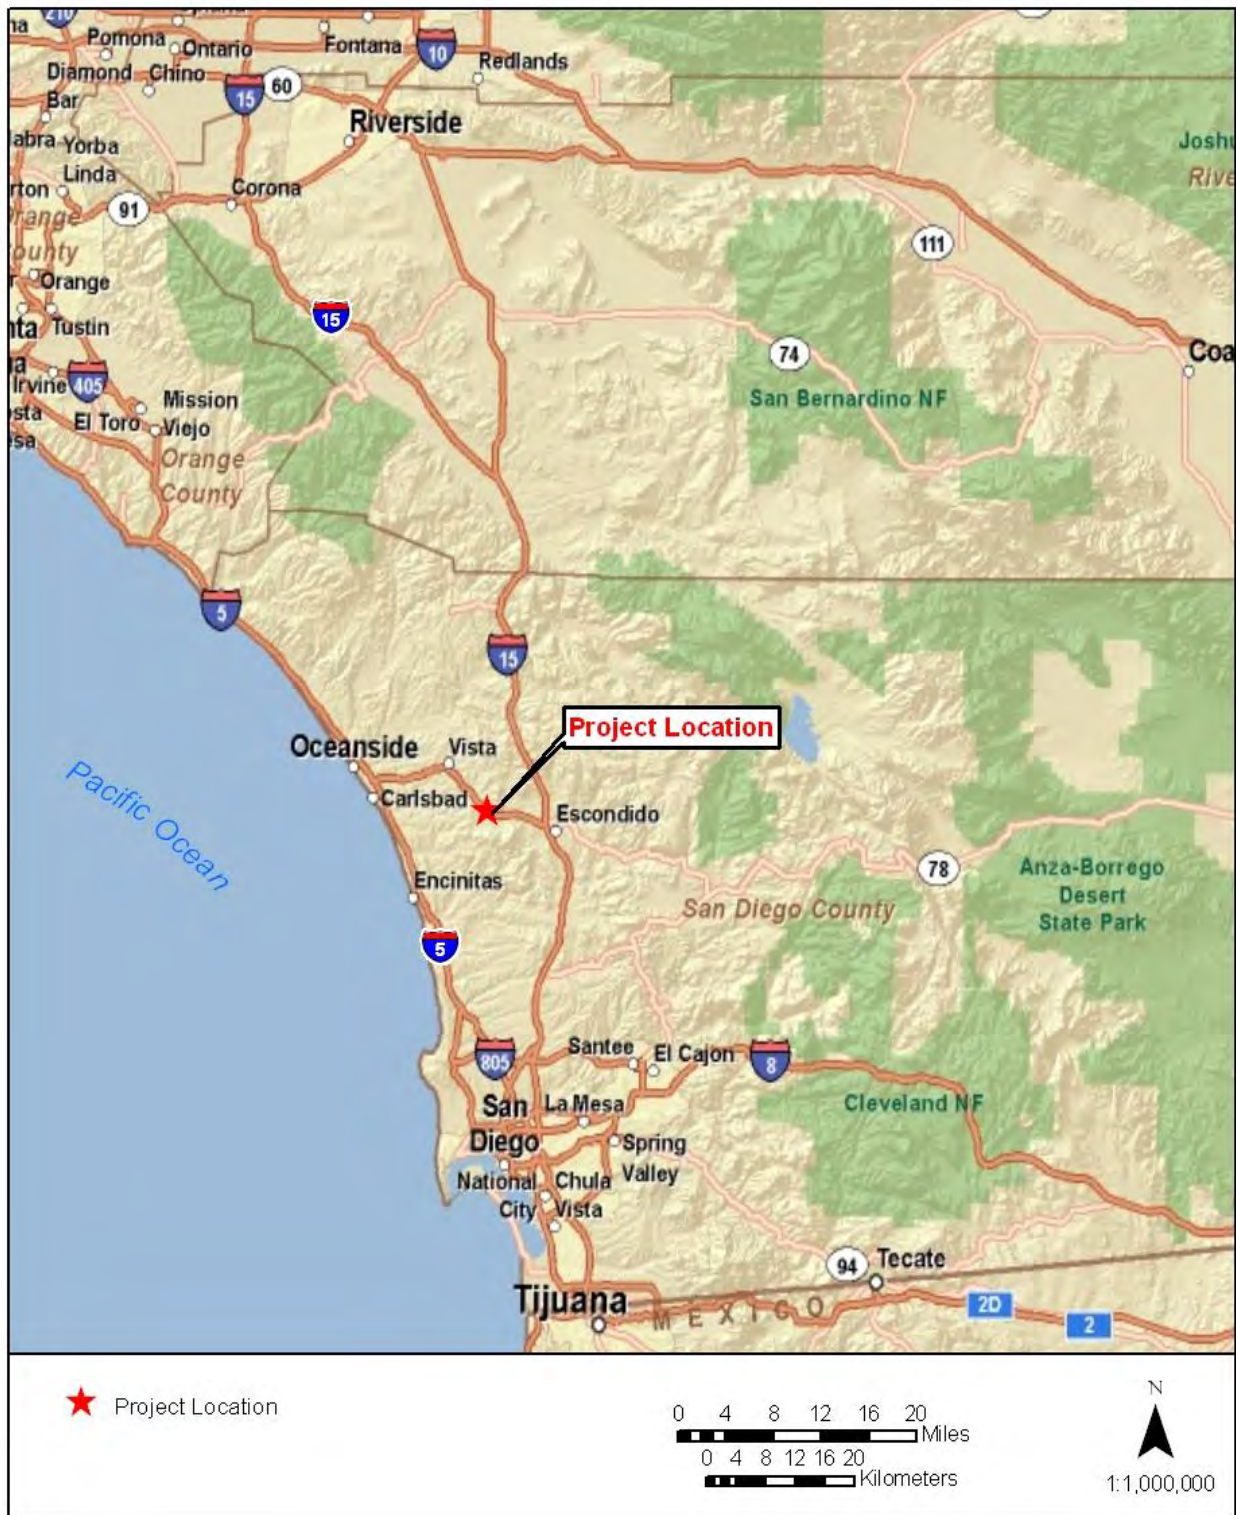 210
Pomona
Ontario
Fontana
10
Redlands
Diamond
Bar
Chino
15
60
Riverside
Yorba
Linda
Corona
91
Orange
County
Orange
Tustin
15
111
74
Irvine
405
Mission
Viejo
El Toro
San Bernardino NF
Orange
County
5
15
Project Location
Oceanside
Vista
Carlsbad
Escondido
Pacific Ocean
Encinitas
78
Anza-Borrego
Desert
State Park
San Diego County
5
805
Santee
El Cajon
8
San
Diego
La Mesa
Cleveland NF
Spring
Valley
National
City
Chula
Vista
94
Tecate
Tijuana
MEXICO
2D
2
Project Location
0 4 8 12 16 20
Miles
0 4 8 12 16 20
Kilometers
N
1:1,000,000